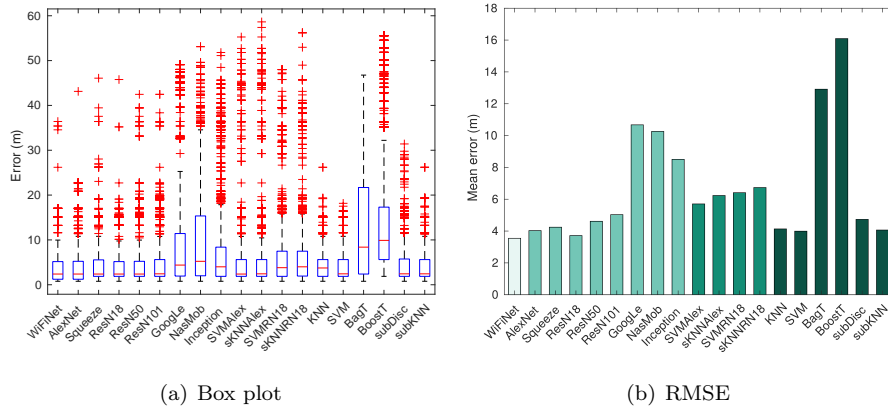 Error (m)
60
50
40
30
20
10
0
WiFiNet
AlexNet
Squeeze
ResN18
ResN50
ResN101
GoogLe
NasMob
Inception
SVMAlex
sKNNAlex
SVMRN18
sKNNRN18
KNN
SVM
BagT
BoostT
subDisc
subKNN
(a) Box plot
Mean error (m)
18
16
14
12
10
8
6
4
2
0
WiFiNet
AlexNet
Squeeze
ResN18
ResN50
ResN101
GoogLe
NasMob
Inception
SVMAlex
sKNNAlex
SVMRN18
sKNNRN18
KNN
SVM
BagT
BoostT
subDisc
subKNN
(b) RMSE